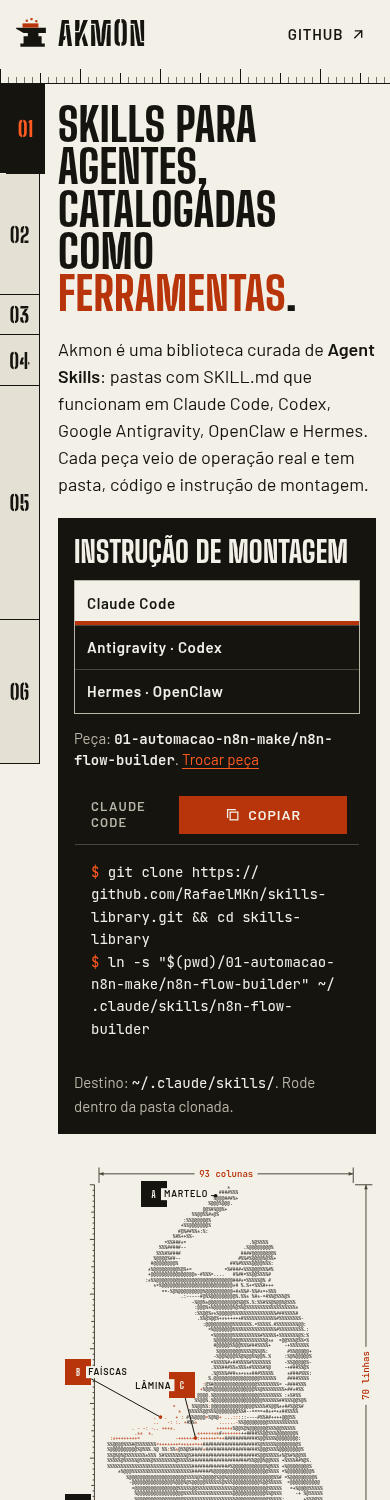 AKMON
GITHUB
01
02
03
04
05
06
SKILLS PARA
AGENTES,
CATALOGADAS
COMO
FERRAMENTAS.
Akmon é uma biblioteca curada de Agent
Skills: pastas com SKILL.md que
funcionam em Claude Code, Codex,
Google Antigravity, OpenClaw e Hermes.
Cada peça veio de operação real e tem
pasta, código e instrução de montagem.
INSTRUÇÃO DE MONTAGEM
Claude Code
Antigravity · Codex
Hermes · OpenClaw
Peça: 01-automacao-n8n-make/n8n-
flow-builder. Trocar peça
CLAUDE
CODE
COPIAR
$ git clone https://
github.com/RafaelMKn/skills-
library.git && cd skills-
library
$ ln -s "$(pwd)/01-automacao-
n8n-make/n8n-flow-builder" ~/
.claude/skills/n8n-flow-
builder
Destino: ~/.claude/skills/. Rode
dentro da pasta clonada.
93 colunas
A MARTELO
B FAÍSCAS
LÂMINA C
70 linhas